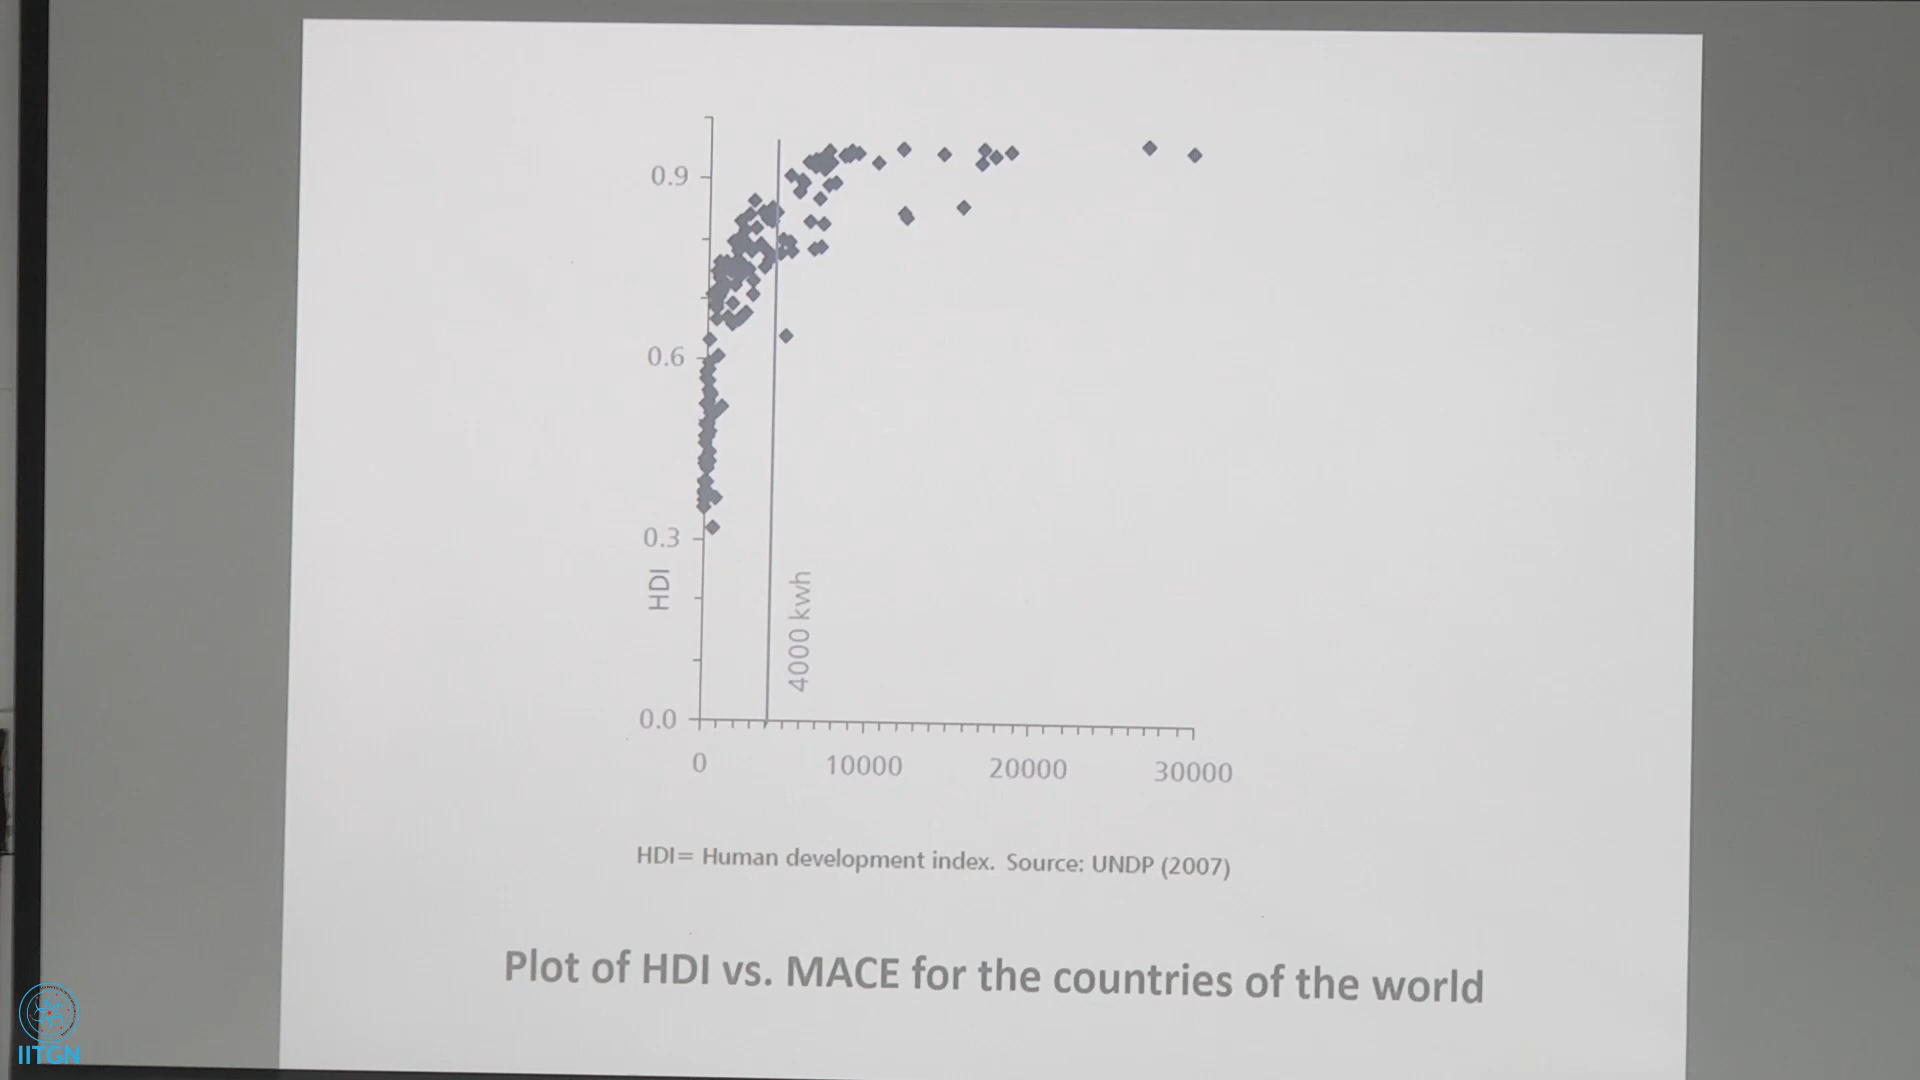 0.9
0.6
0.3
HDI
4000 kwh
0.0
0 10000 20000 30000
HDI= Human development index. Source: UNDP (2007)
Plot of HDI vs. MACE for the countries of the world
IITGN